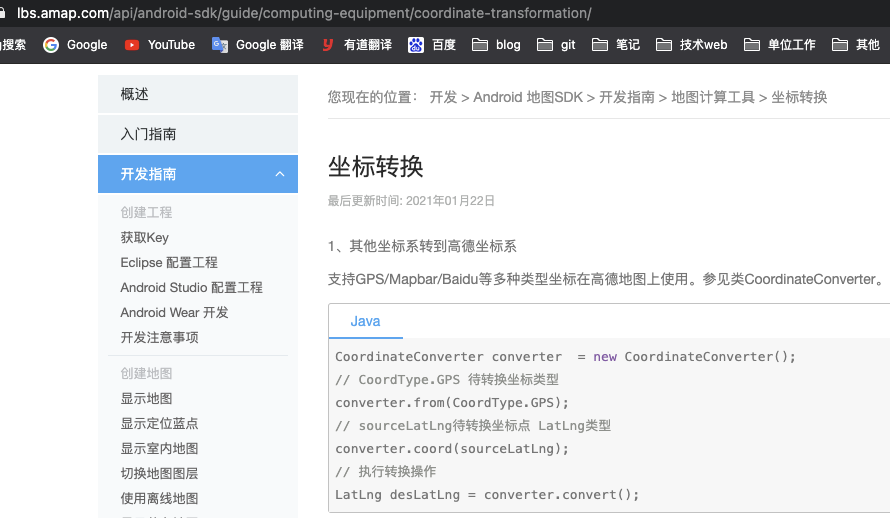 lbs.amap.com/api/android-sdk/guide/computing-equipment/coordinate-transformation/
搜索 Google YouTube Google 翻译 有道翻译 百度 blog git 笔记 技术web 单位工作 其他
概述
入门指南
开发指南
创建工程
获取Key
Eclipse 配置工程
Android Studio 配置工程
Android Wear 开发
开发注意事项
创建地图
显示地图
显示定位蓝点
显示室内地图
切换地图图层
使用离线地图
您现在的位置： 开发 > Android 地图SDK > 开发指南 > 地图计算工具 > 坐标转换
坐标转换
最后更新时间: 2021年01月22日
1、其他坐标系转到高德坐标系
支持GPS/Mapbar/Baidu等多种类型坐标在高德地图上使用。参见类CoordinateConverter。
Java
CoordinateConverter converter  = new CoordinateConverter();
// CoordType.GPS 待转换坐标类型
converter.from(CoordType.GPS);
// sourceLatLng待转换坐标点 LatLng类型
converter.coord(sourceLatLng);
// 执行转换操作
LatLng desLatLng = converter.convert();